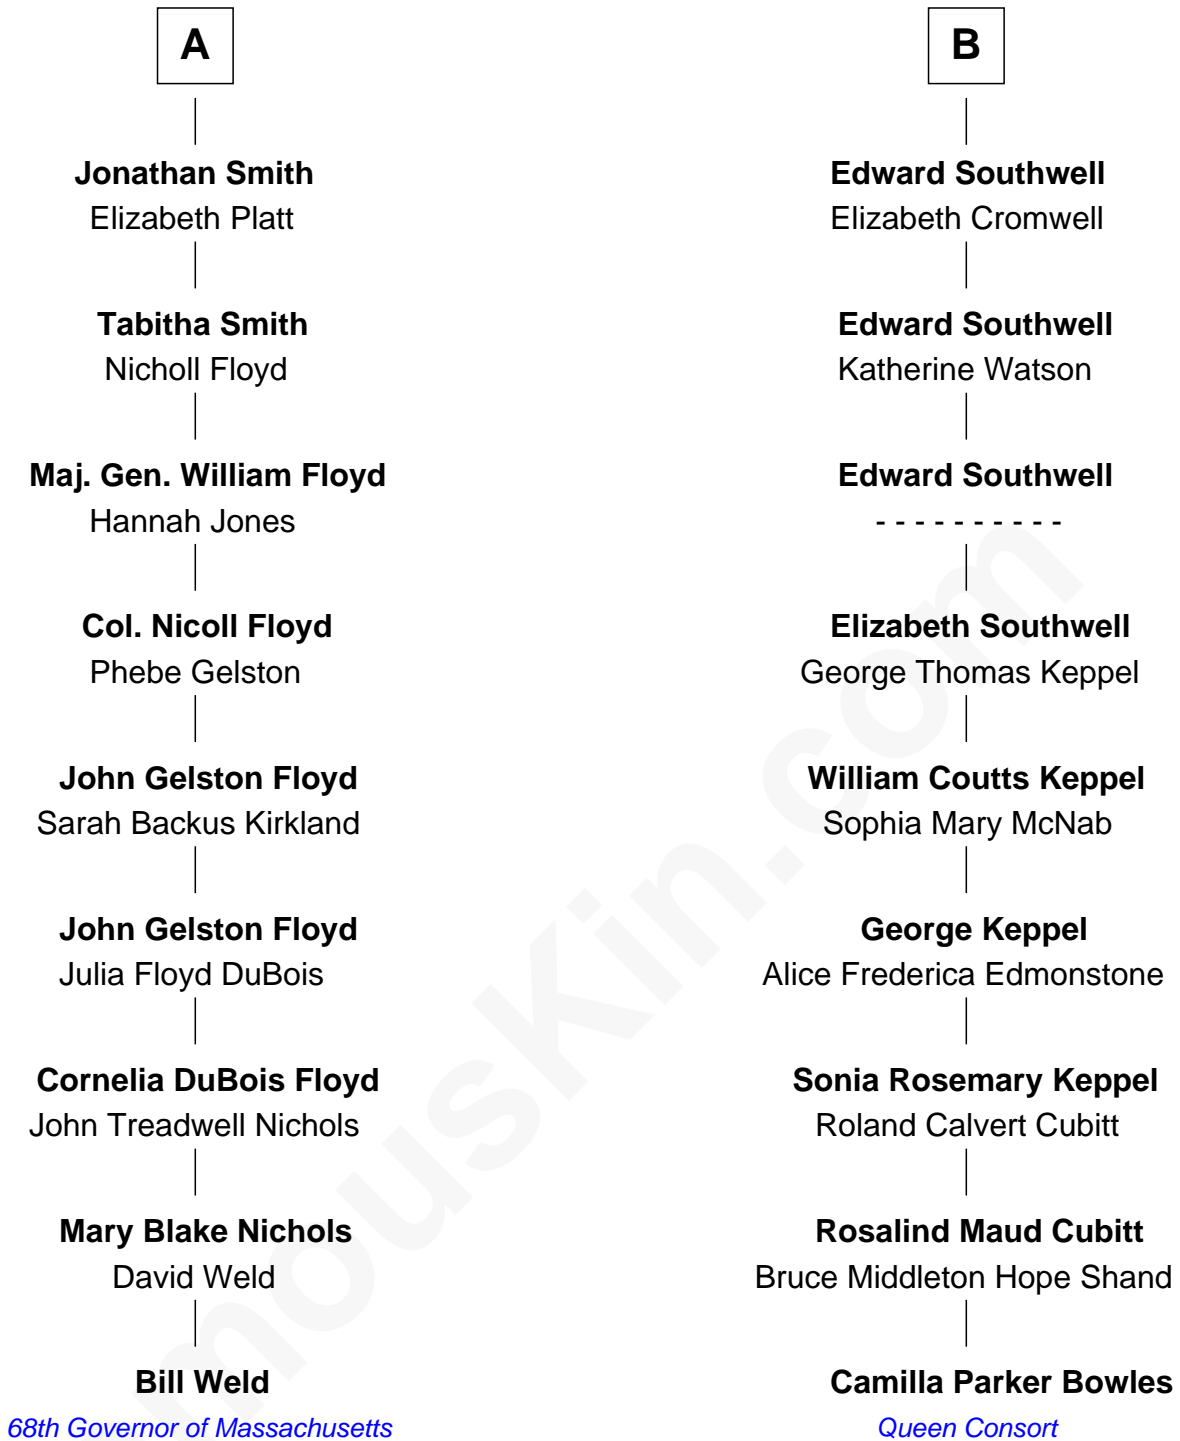 A
Jonathan Smith
Elizabeth Platt
Tabitha Smith
Nicholl Floyd
Maj. Gen. William Floyd
Hannah Jones
Col. Nicoll Floyd
Phebe Gelston
John Gelston Floyd
Sarah Backus Kirkland
John Gelston Floyd
Julia Floyd DuBois
Cornelia DuBois Floyd
John Treadwell Nichols
Mary Blake Nichols
David Weld
Bill Weld
68th Governor of Massachusetts
B
Edward Southwell
Elizabeth Cromwell
Edward Southwell
Katherine Watson
Edward Southwell
- - - - - - - - - -
Elizabeth Southwell
George Thomas Keppel
William Coutts Keppel
Sophia Mary McNab
George Keppel
Alice Frederica Edmonstone
Sonia Rosemary Keppel
Roland Calvert Cubitt
Rosalind Maud Cubitt
Bruce Middleton Hope Shand
Camilla Parker Bowles
Queen Consort
mousKin.com